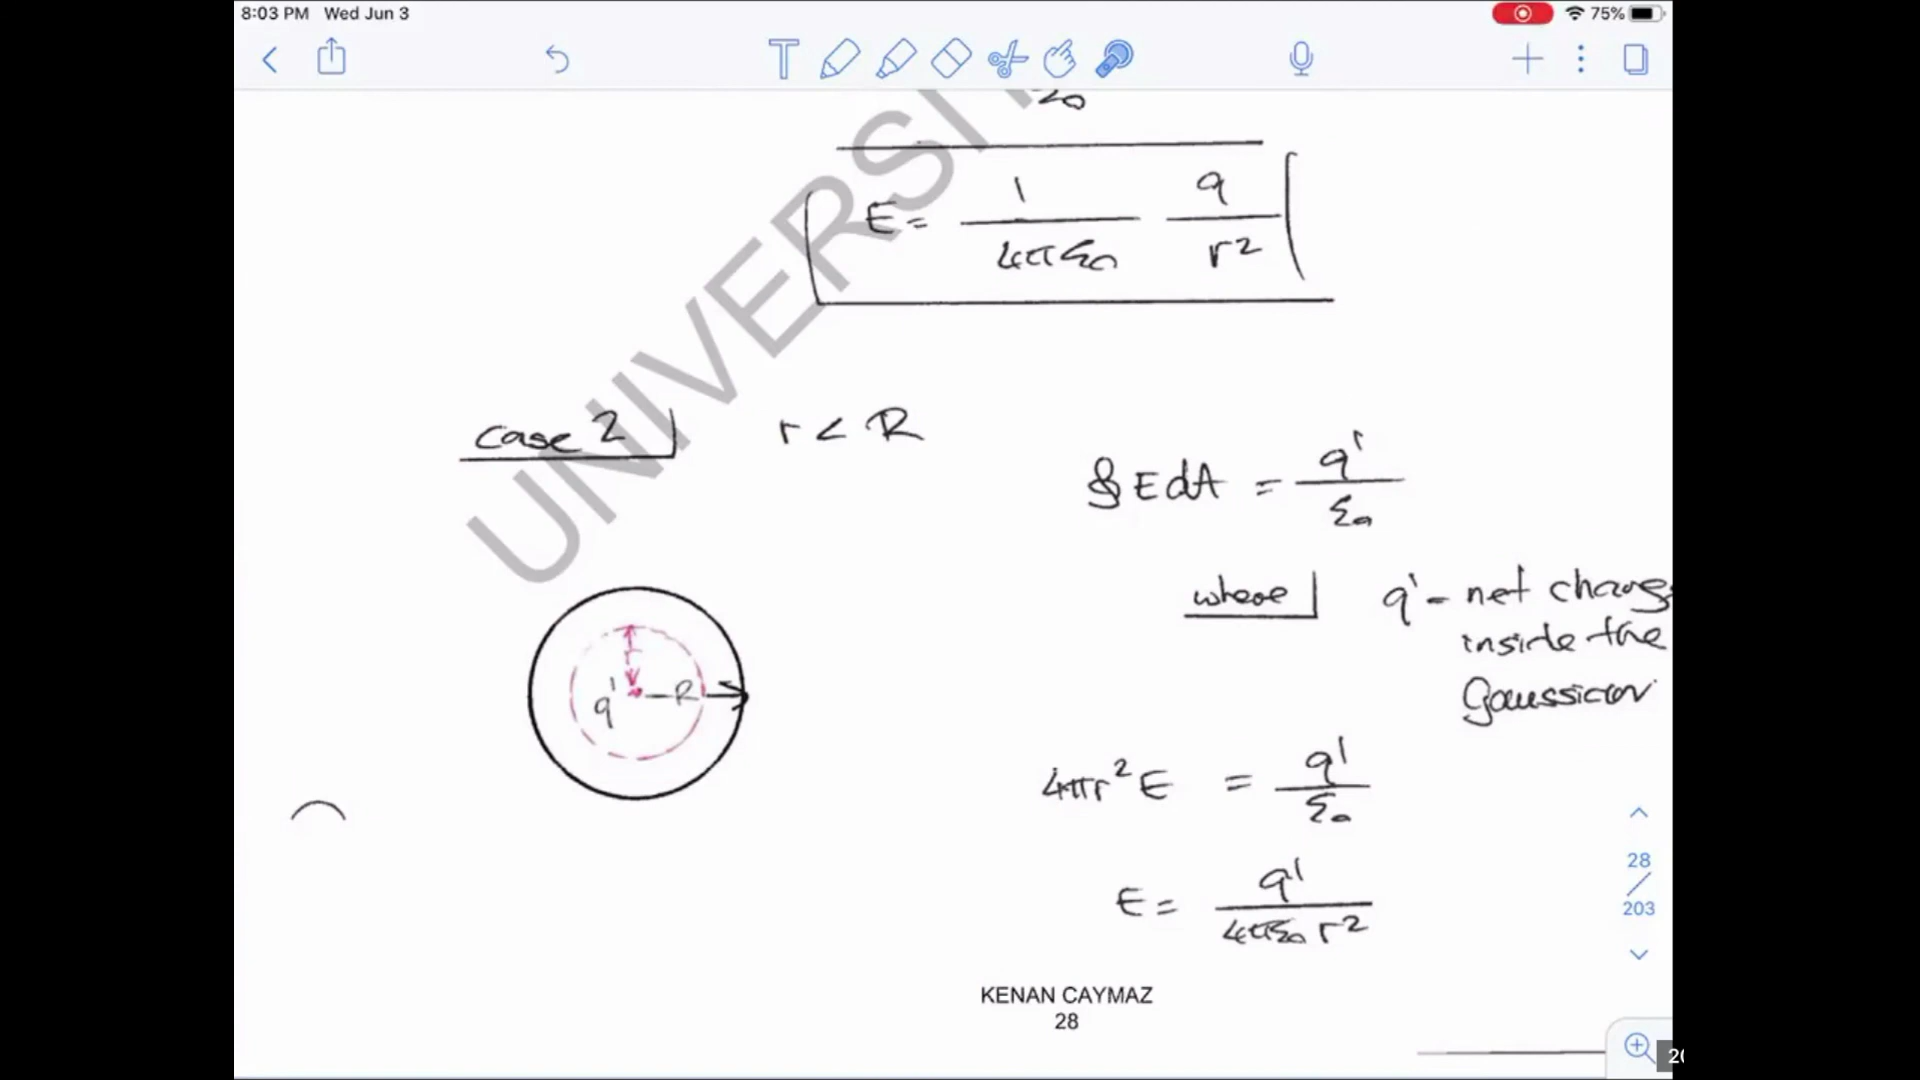 8:03 PM Wed Jun 3
75%
UNIVERSI
ε₀
E = 1/4πε₀ q/r²
case 2 r < R
∮ E dA = q'/ε₀
where q' - net charg
inside the
Gaussian
r
q' R
4πr² E = q'/ε₀
28
203
E = q'/4πε₀ r²
KENAN CAYMAZ
28